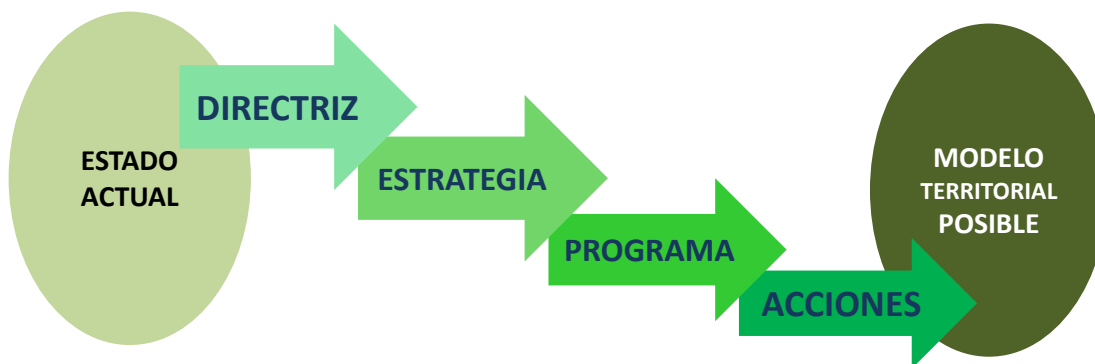 ESTADO
ACTUAL
DIRECTRIZ
ESTRATEGIA
PROGRAMA
ACCIONES
MODELO
TERRITORIAL
POSIBLE